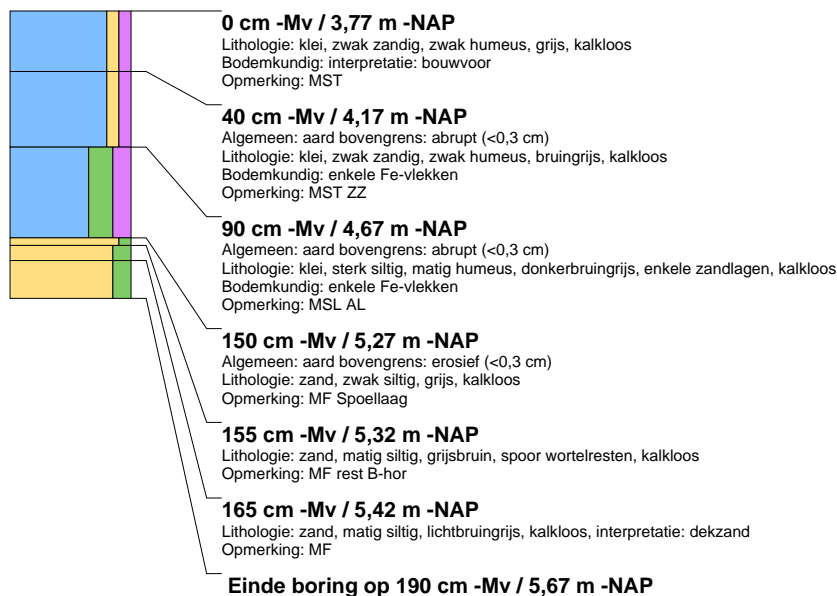 0 cm -Mv / 3,77 m -NAP
Lithologie: klei, zwak zandig, zwak humeus, grijs, kalkloos
Bodemkundig: interpretatie: bouwvoor
Opmerking: MST
40 cm -Mv / 4,17 m -NAP
Algemeen: aard bovengrens: abrupt (<0,3 cm)
Lithologie: klei, zwak zandig, zwak humeus, bruingrijs, kalkloos
Bodemkundig: enkele Fe-vlekken
Opmerking: MST ZZ
90 cm -Mv / 4,67 m -NAP
Algemeen: aard bovengrens: abrupt (<0,3 cm)
Lithologie: klei, sterk siltig, matig humeus, donkerbruingrijs, enkele zandlagen, kalkloos
Bodemkundig: enkele Fe-vlekken
Opmerking: MSL AL
150 cm -Mv / 5,27 m -NAP
Algemeen: aard bovengrens: erosief (<0,3 cm)
Lithologie: zand, zwak siltig, grijs, kalkloos
Opmerking: MF Spoellaag
155 cm -Mv / 5,32 m -NAP
Lithologie: zand, matig siltig, grijsbruin, spoor wortelresten, kalkloos
Opmerking: MF rest B-hor
165 cm -Mv / 5,42 m -NAP
Lithologie: zand, matig siltig, lichtbruingrijs, kalkloos, interpretatie: dekzand
Opmerking: MF
Einde boring op 190 cm -Mv / 5,67 m -NAP